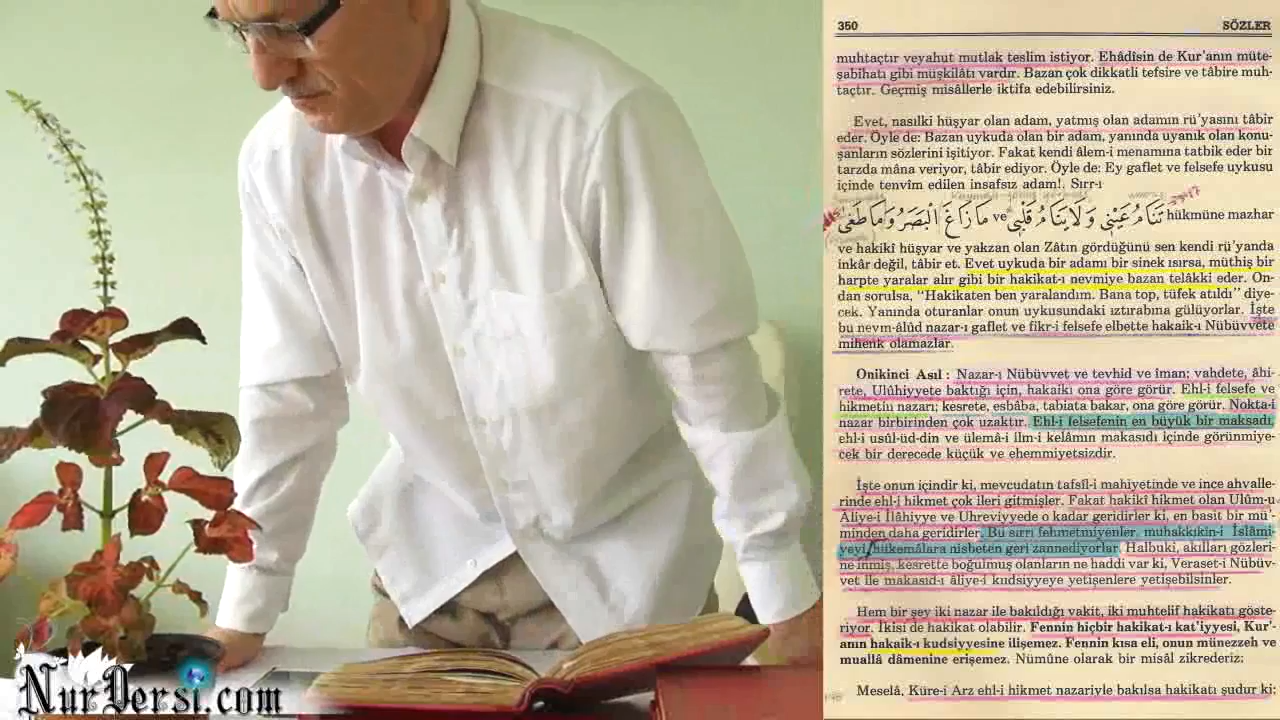 350 SÖZLER
muhtaçtır veyahut mutlak teslim istiyor. Ehâdîsin de Kur'anın müte-
şabihatı gibi müşkilâtı vardır. Bazan çok dikkatli tefsire ve tâbire muh-
taçtır. Geçmiş misâllerle iktifa edebilirsiniz.
Evet, nasılki hüşyar olan adam, yatmış olan adamın rü'yasını tâbir
eder. Öyle de: Bazan uykuda olan bir adam, yanında uyanık olan konu-
şanların sözlerini işitiyor. Fakat kendi âlem-i menamına tatbik eder bir
tarzda mâna veriyor, tâbir ediyor. Öyle de: Ey gaflet ve felsefe uykusu
içinde tenvîm edilen insafsız adam!. Sırr-ı
مَا زَاغَ الْبَصَرُ وَمَا طَغَىٰ ve تَنَامُ عَيْنِى وَلَا يَنَامُ قَلْبِى hükmüne mazhar
ve hakikî hüşyar ve yakzan olan Zâtın gördüğünü sen kendi rü'yanda
inkâr değil, tâbir et. Evet uykuda bir adamı bir sinek ısırsa, müthiş bir
harpte yaralar alır gibi bir hakikat-ı nevmiye bazan telâkki eder. On-
dan sorulsa, "Hakikaten ben yaralandım. Bana top, tüfek atıldı" diye-
cek. Yanında oturanlar onun uykusundaki ıztırabına gülüyorlar. İşte
bu nevm-âlûd nazar-ı gaflet ve fikr-i felsefe elbette hakaik-ı Nübüvvete
mihenk olamazlar.
Onikinci Asıl : Nazar-ı Nübüvvet ve tevhid ve îman; vahdete, âhi-
rete, Ulûhiyyete baktığı için, hakaikı ona göre görür. Ehl-i felsefe ve
hikmetin nazarı; kesrete, esbâba, tabiata bakar, ona göre görür. Nokta-i
nazar birbirinden çok uzaktır. Ehl-i felsefenin en büyük bir maksadı,
ehl-i usûl-üd-din ve ülemâ-i ilm-i kelâmın makasıdı içinde görünmiye-
cek bir derecede küçük ve ehemmiyetsizdir.
İşte onun içindir ki, mevcudatın tafsîl-i mahiyetinde ve ince ahvalle-
rinde ehl-i hikmet çok ileri gitmişler. Fakat hakikî hikmet olan Ulûm-u
Âliye-i İlâhiyye ve Uhreviyyede o kadar geridirler ki, en basit bir mü'-
minden daha geridirler. Bu sırrı fehmetmiyenler, muhakkıkîn-i İslâmi-
yeyi, hükemâlara nisbeten geri zannediyorlar. Halbuki, akılları gözleri-
ne inmiş, kesrette boğulmuş olanların ne haddi var ki, Veraset-i Nübüv-
vet ile makasıd-ı âliye-i kudsiyyeye yetişenlere yetişebilsinler.
Hem bir şey iki nazar ile bakıldığı vakit, iki muhtelif hakikatı göste-
riyor. İkisi de hakikat olabilir. Fennin hiçbir hakikat-ı kat'iyyesi, Kur'-
anın hakaik-ı kudsiyyesine ilişemez. Fennin kısa eli, onun münezzeh ve
muallâ dâmenine erişemez. Nümûne olarak bir misâl zikrederiz:
Meselâ, Küre-i Arz ehl-i hikmet nazariyle bakılsa hakikatı şudur ki:
NurDersi.com